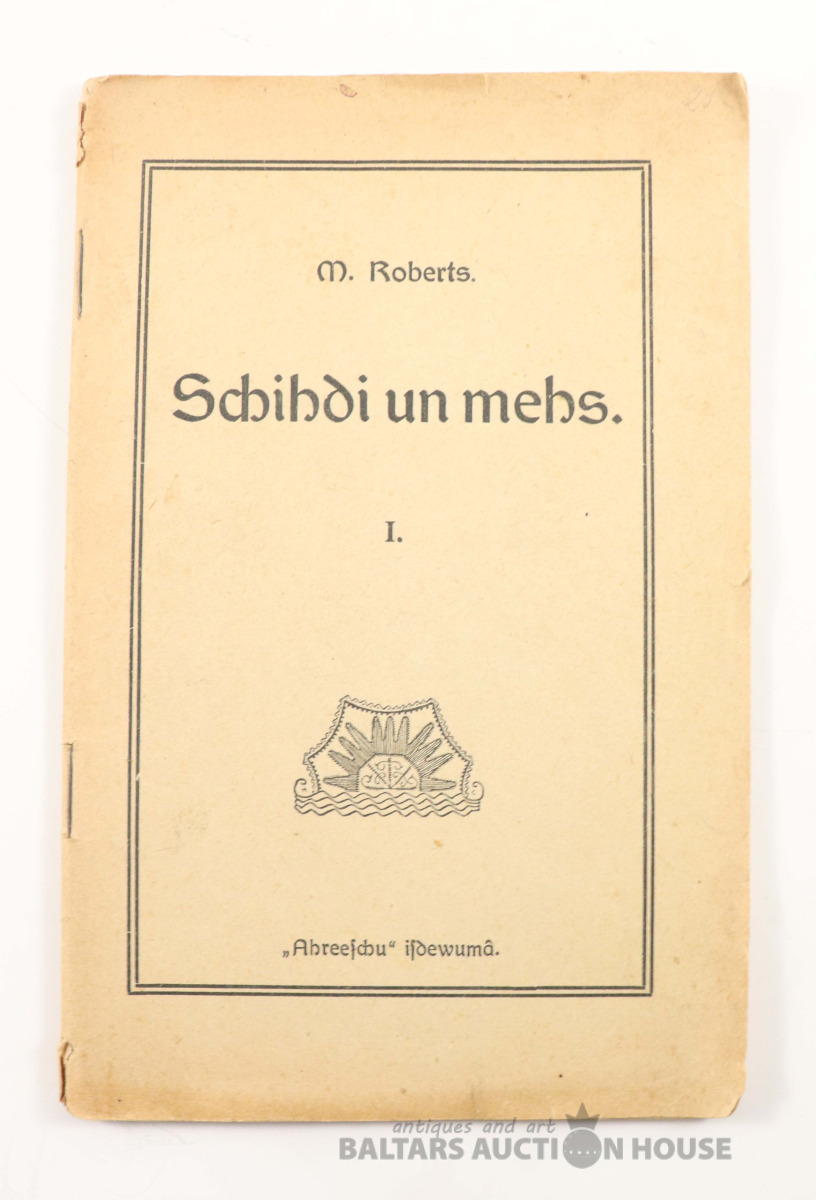 M. Roberts.
Schihdi un mehs.
I.
„Ahreeſchu“ iſdewumâ.
antiques and art
BALTARS AUCTION HOUSE